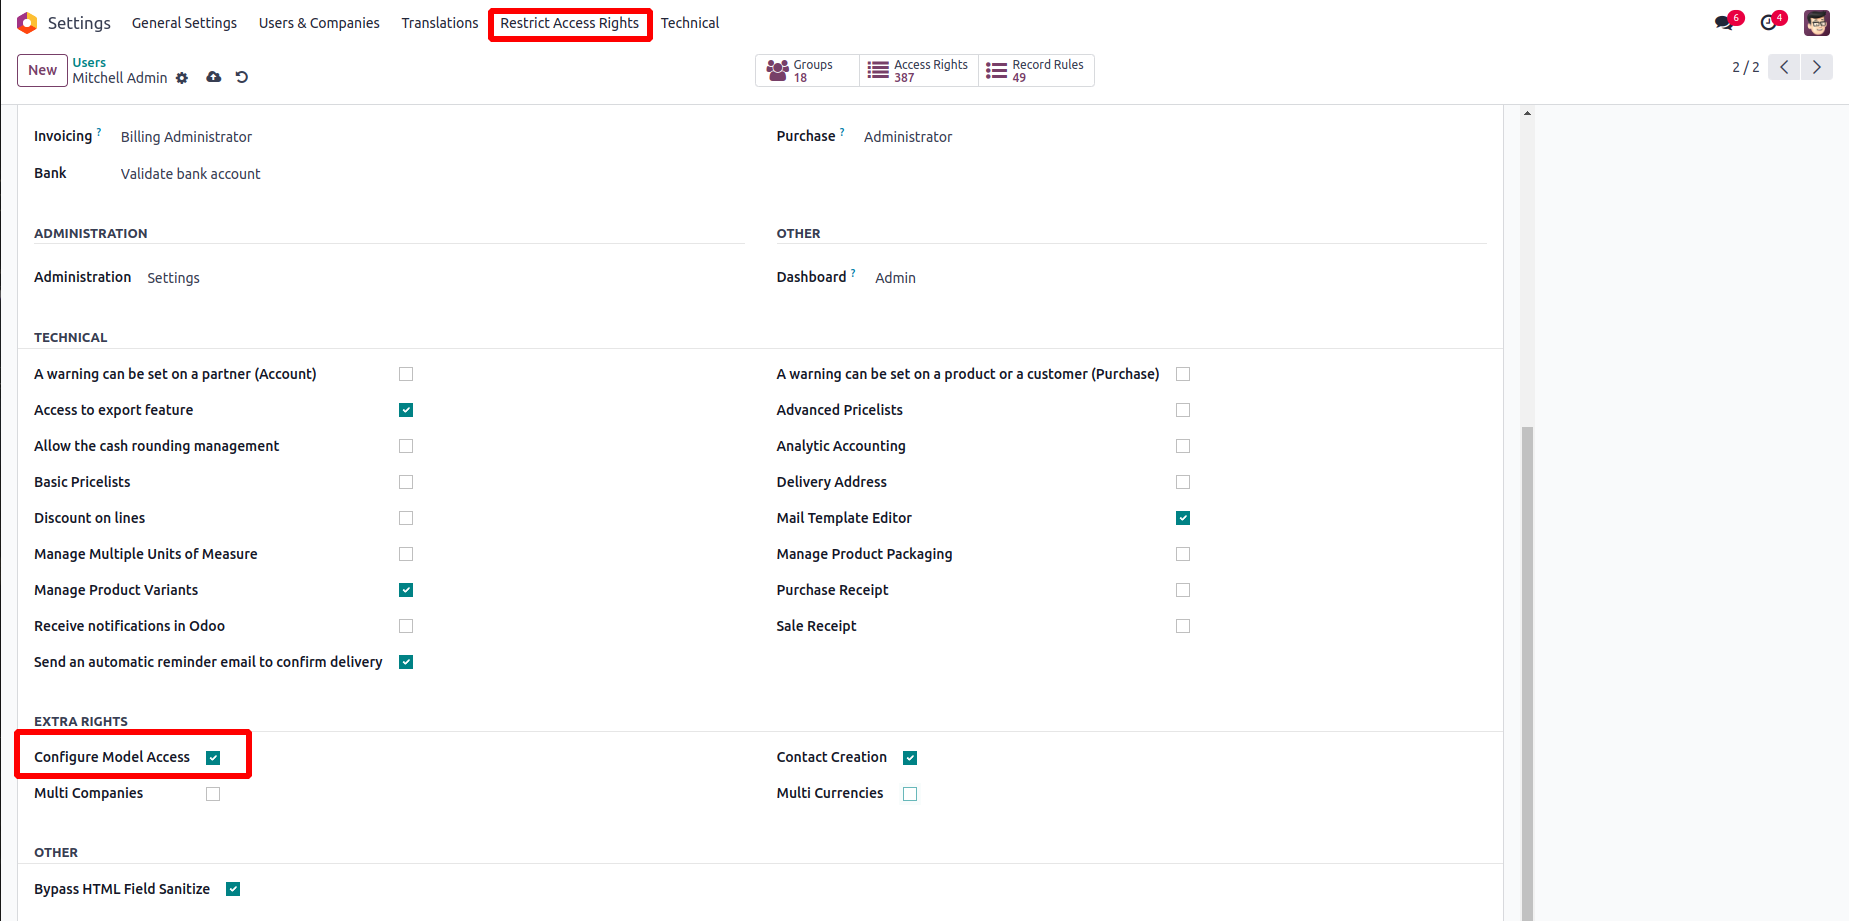 Settings General Settings Users & Companies Translations Restrict Access Rights Technical 6 4
New Users
Mitchell Admin
Groups 18
Access Rights 387
Record Rules 49
2 / 2
Invoicing ? Billing Administrator
Purchase ? Administrator
Bank Validate bank account
ADMINISTRATION
OTHER
Administration Settings
Dashboard ? Admin
TECHNICAL
A warning can be set on a partner (Account)
A warning can be set on a product or a customer (Purchase)
Access to export feature
Advanced Pricelists
Allow the cash rounding management
Analytic Accounting
Basic Pricelists
Delivery Address
Discount on lines
Mail Template Editor
Manage Multiple Units of Measure
Manage Product Packaging
Manage Product Variants
Purchase Receipt
Receive notifications in Odoo
Sale Receipt
Send an automatic reminder email to confirm delivery
EXTRA RIGHTS
Configure Model Access
Contact Creation
Multi Companies
Multi Currencies
OTHER
Bypass HTML Field Sanitize